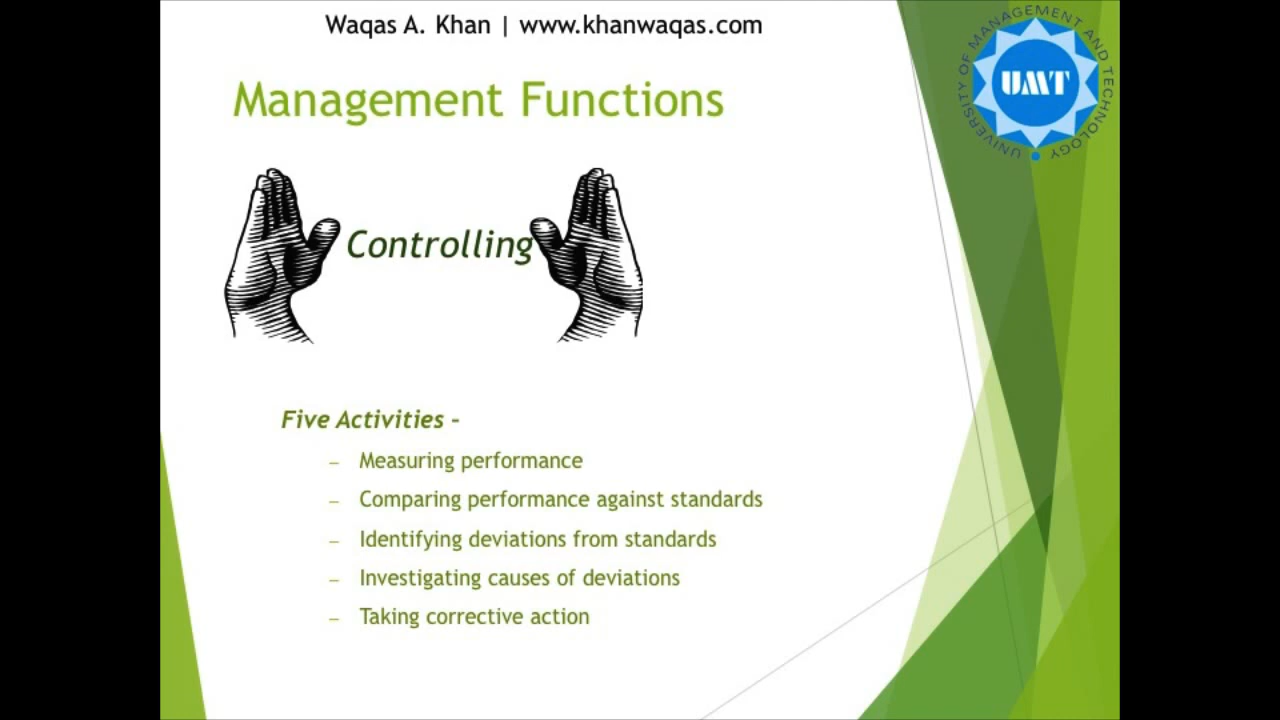 Waqas A. Khan | www.khanwaqas.com
UNIVERSITY OF MANAGEMENT AND TECHNOLOGY
UMT
Management Functions
Controlling
Five Activities –
– Measuring performance
– Comparing performance against standards
– Identifying deviations from standards
– Investigating causes of deviations
– Taking corrective action